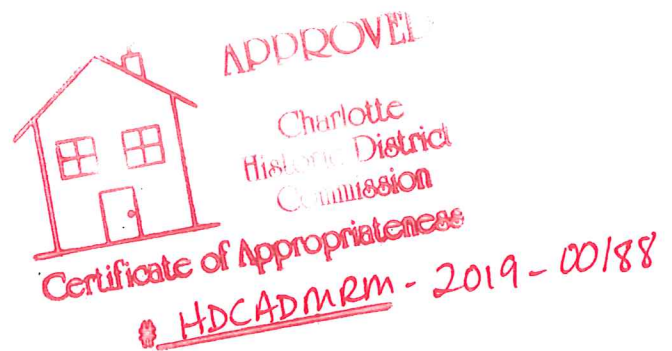 APPROVED
Charlotte
Historic District
Commission
Certificate of Appropriateness
# HDCADMRM - 2019 - 00188